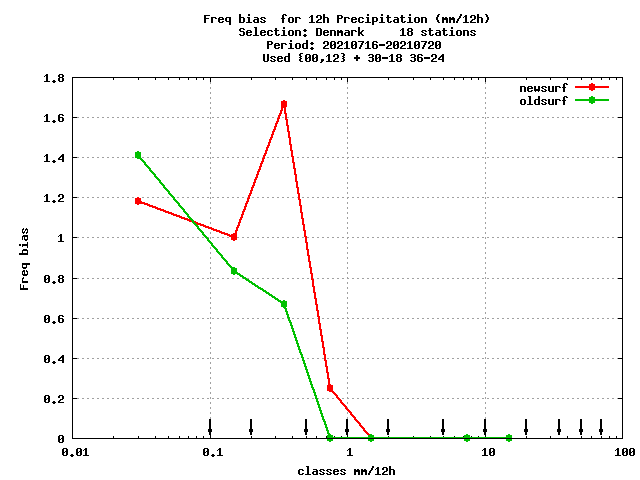 Freq bias  for 12h Precipitation (mm/12h)
Selection: Denmark     18 stations
Period: 20210716-20210720
Used {00,12} + 30-18 36-24
newsurf
oldsurf
1.8
1.6
1.4
1.2
1
0.8
0.6
0.4
0.2
0
Freq bias
0.01 0.1 1 10 100
classes mm/12h